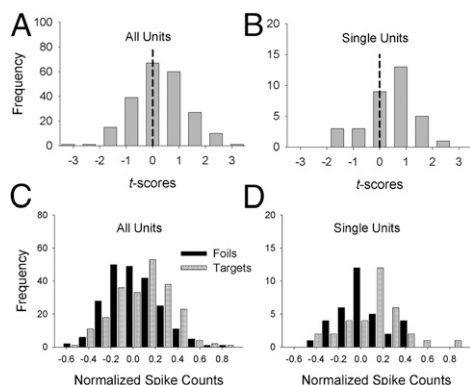 A
B
All Units
Single Units
Frequency
100
80
60
40
20
0
-3 -2 -1 0 1 2 3
t-scores
20
15
10
5
0
-3 -2 -1 0 1 2 3
t-scores
C
D
All Units
Single Units
Foils
Targets
Frequency
80
60
40
20
0
-0.6 -0.4 -0.2 0.0 0.2 0.4 0.6 0.8
Normalized Spike Counts
20
15
10
5
0
-0.6 -0.4 -0.2 0.0 0.2 0.4 0.6 0.8
Normalized Spike Counts